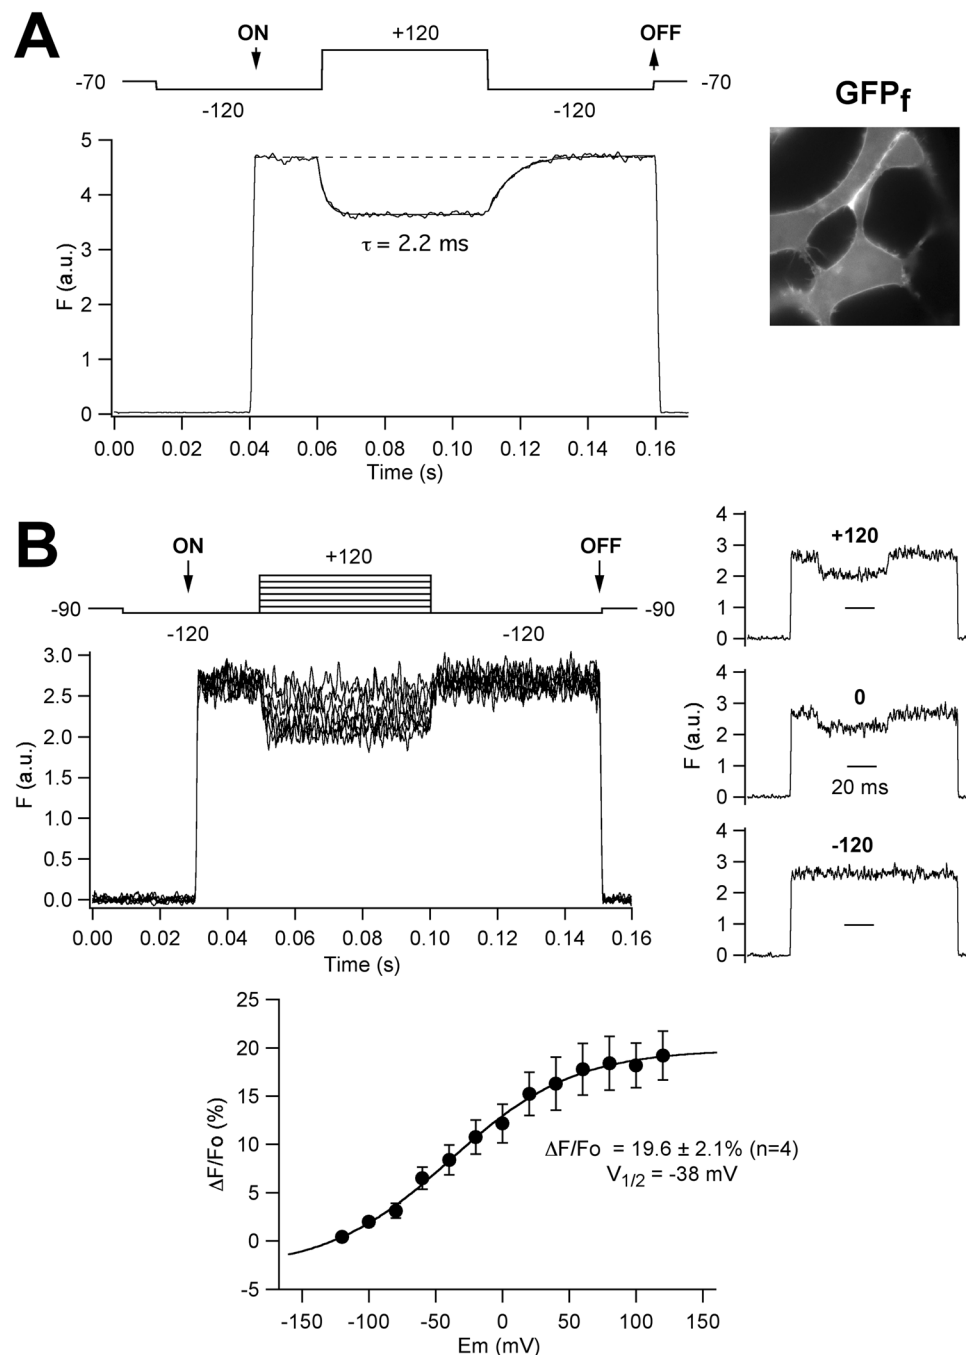 A
ON
+120
OFF
-70
-120
-120
-70
GFPf
5
4
3
2
1
0
F (a.u.)
τ = 2.2 ms
0.00 0.02 0.04 0.06 0.08 0.10 0.12 0.14 0.16
Time (s)
B
ON
+120
OFF
-90
-120
-120
-90
3.0
2.5
2.0
1.5
1.0
0.5
0.0
F (a.u.)
0.00 0.02 0.04 0.06 0.08 0.10 0.12 0.14 0.16
Time (s)
4
3
2
1
0
+120
4
3
2
1
0
F (a.u.)
0
20 ms
4
3
2
1
0
-120
25
20
15
10
5
0
-5
ΔF/Fo (%)
ΔF/Fo = 19.6 ± 2.1% (n=4)
V1/2 = -38 mV
-150 -100 -50 0 50 100 150
Em (mV)